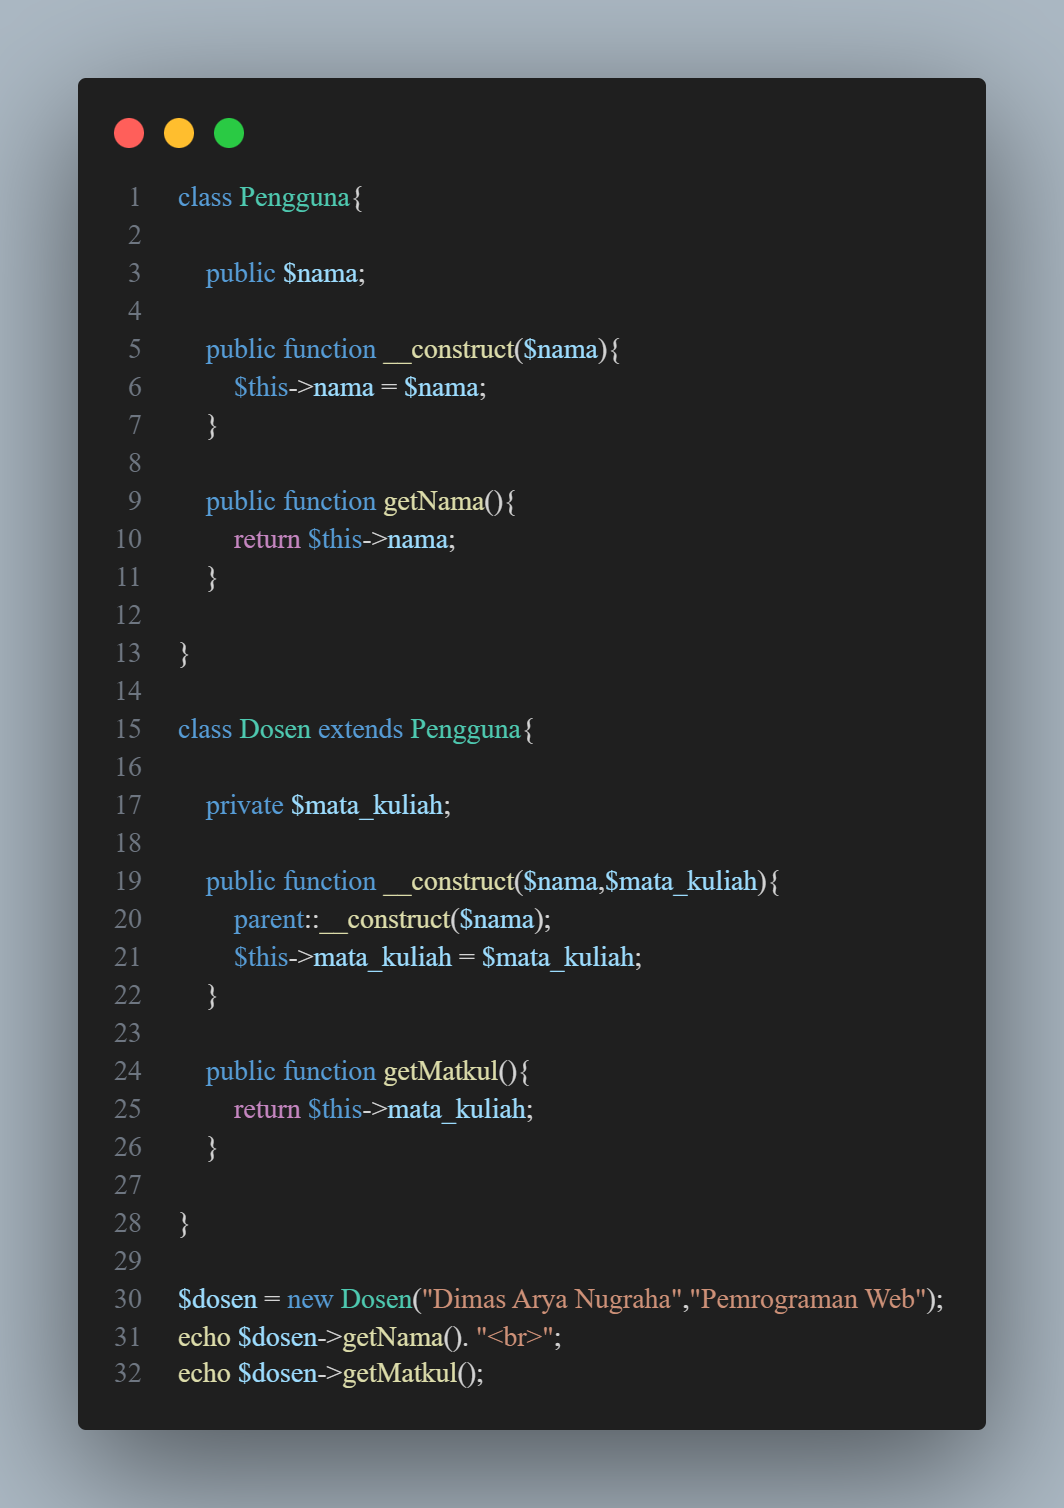 1 class Pengguna{
2
3 public $nama;
4
5 public function __construct($nama){
6 $this->nama = $nama;
7 }
8
9 public function getNama(){
10 return $this->nama;
11 }
12
13 }
14
15 class Dosen extends Pengguna{
16
17 private $mata_kuliah;
18
19 public function __construct($nama,$mata_kuliah){
20 parent::__construct($nama);
21 $this->mata_kuliah = $mata_kuliah;
22 }
23
24 public function getMatkul(){
25 return $this->mata_kuliah;
26 }
27
28 }
29
30 $dosen = new Dosen("Dimas Arya Nugraha","Pemrograman Web");
31 echo $dosen->getNama(). "<br>";
32 echo $dosen->getMatkul();